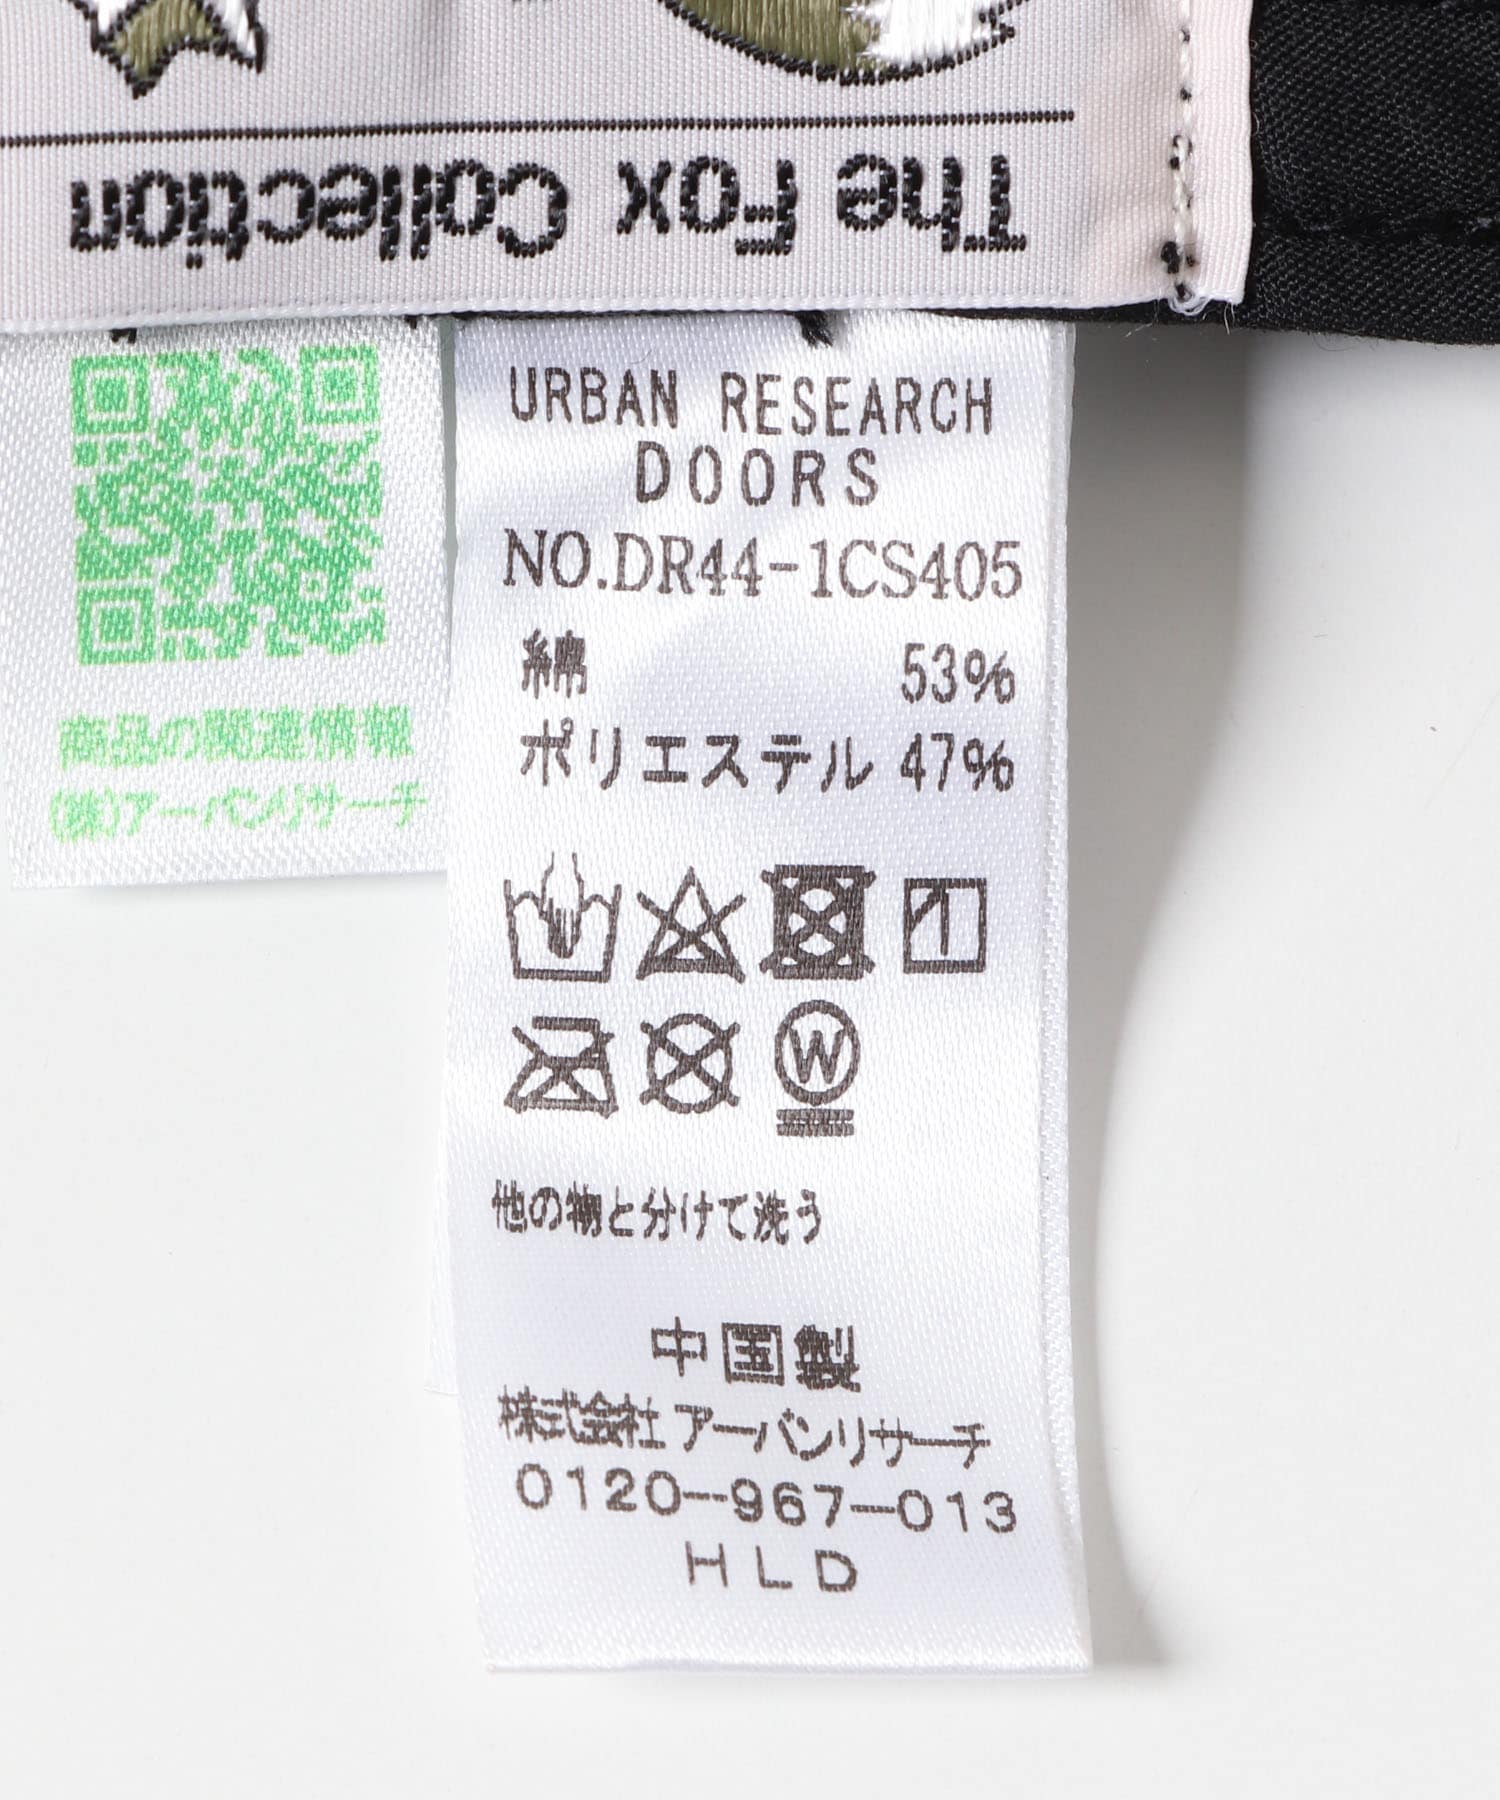 The Fox Collection
URBAN RESEARCH
DOORS
NO.DR44-1CS405
綿 53%
ポリエステル 47%
W
他の物と分けて洗う
中国製
株式会社アーバンリサーチ
0120-967-013
HLD
商品の関連情報
(株)アーバンリサーチ